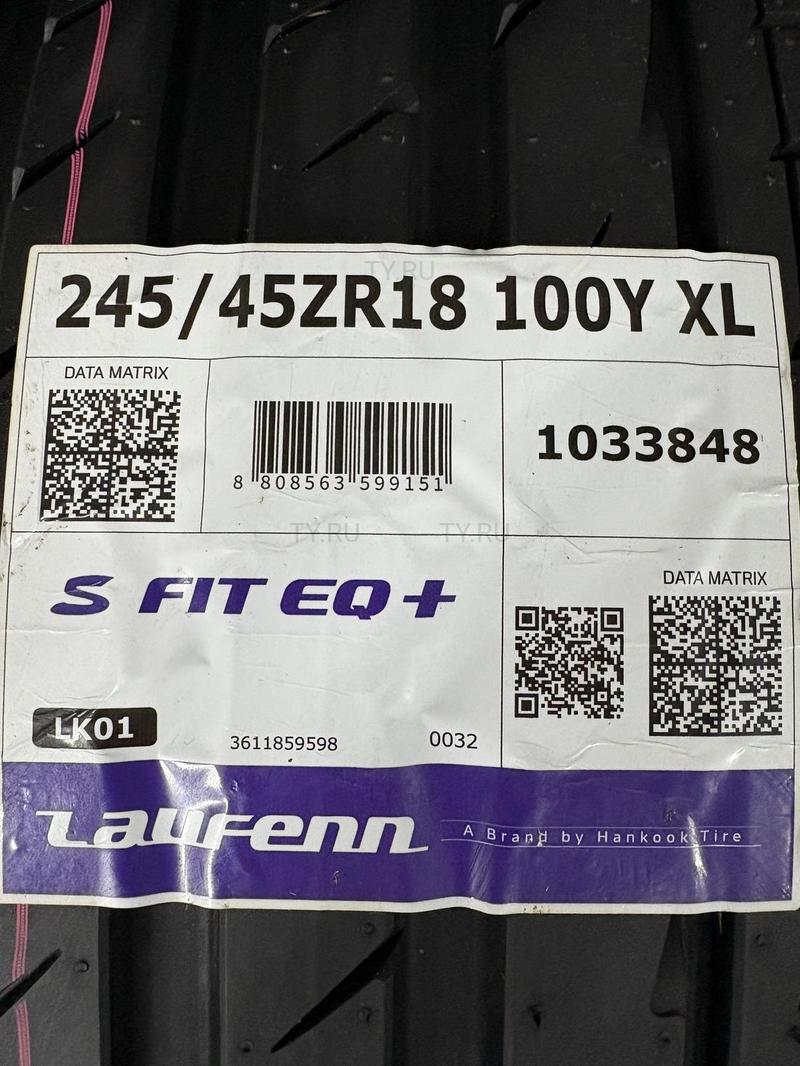 TY.RU
245/45ZR18 100Y XL
DATA MATRIX
8 808563 599151
1033848
TY.RU TY.RU
S FIT EQ+
DATA MATRIX
LK01
3611859598
0032
Laufenn
A Brand by Hankook Tire